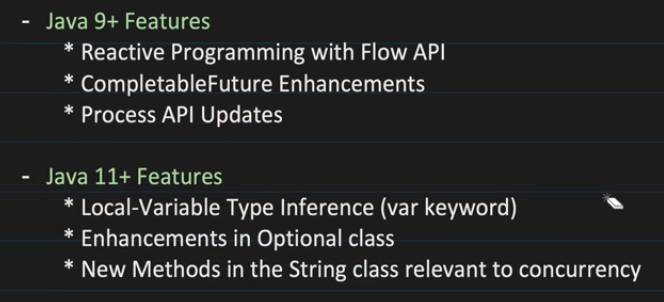 - Java 9+ Features
* Reactive Programming with Flow API
* CompletableFuture Enhancements
* Process API Updates
- Java 11+ Features
* Local-Variable Type Inference (var keyword)
* Enhancements in Optional class
* New Methods in the String class relevant to concurrency